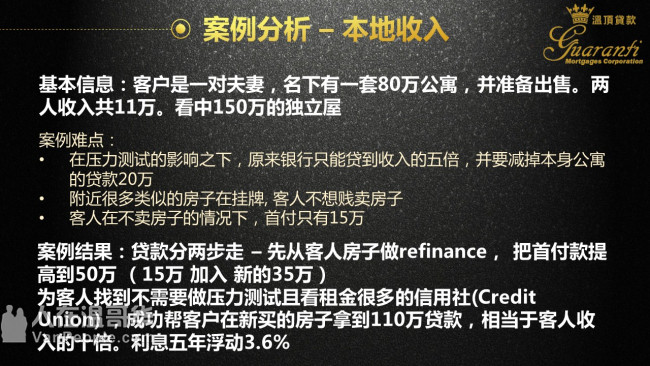 案例分析 – 本地收入
溫頂貸款
Guaranti
Mortgages Corporation
基本信息：客户是一对夫妻，名下有一套80万公寓，并准备出售。两
人收入共11万。看中150万的独立屋
案例难点：
• 在压力测试的影响之下，原来银行只能贷到收入的五倍，并要减掉本身公寓
的贷款20万
• 附近很多类似的房子在挂牌, 客人不想贱卖房子
• 客人在不卖房子的情况下，首付只有15万
案例结果：贷款分两步走 – 先从客人房子做refinance， 把首付款提
高到50万 （ 15万 加入 新的35万 ）
为客人找到不需要做压力测试且看租金很多的信用社(Credit
Union) ，成功帮客户在新买的房子拿到110万贷款，相当于客人收
入的十倍。利息五年浮动3.6%
人在温哥华
VanPeople.com